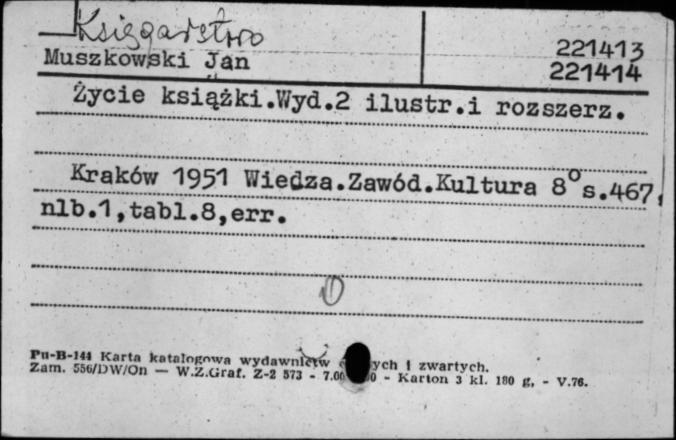 Księgarstwo
221413
Muszkowski Jan
221414
Życie książki.Wyd.2 ilustr.i rozszerz.
Kraków 1951 Wiedza.Zawód.Kultura 8° s.467,
nlb.1,tabl.8,err.
Pu-B-144 Karta katalogowa wydawnictw ych i zwartych.
Zam. 556/DW/On — W.Z.Graf. Z-2 573 - 7.00 - Karton 3 kl. 180 g, - V.76.